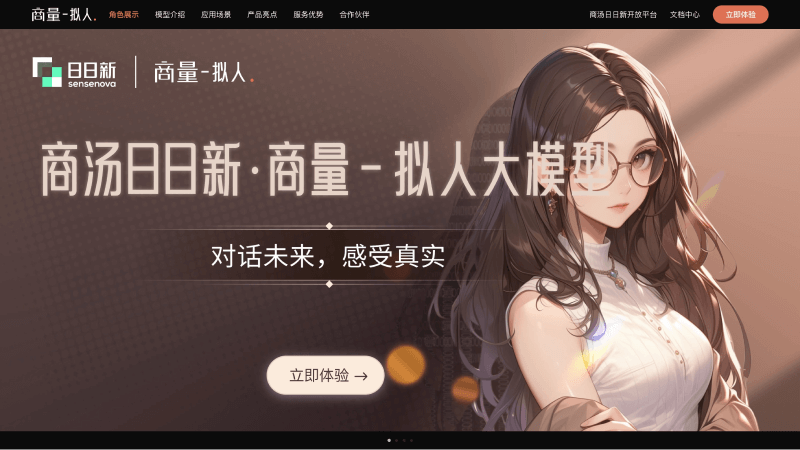 商量-拟人. 角色展示 模型介绍 应用场景 产品亮点 服务优势 合作伙伴 商汤日日新开放平台 文档中心 立即体验
日日新 商量-拟人.
sensenova
商汤日日新·商量-拟人大模型
对话未来，感受真实
立即体验 →